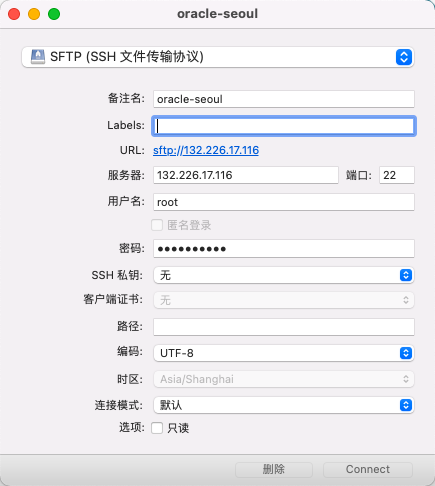 oracle-seoul
SFTP (SSH 文件传输协议)
备注名: oracle-seoul
Labels:
URL: sftp://132.226.17.116
服务器: 132.226.17.116 端口: 22
用户名: root
匿名登录
密码: ●●●●●●●●●●
SSH 私钥: 无
客户端证书: 无
路径:
编码: UTF-8
时区: Asia/Shanghai
连接模式: 默认
选项: 只读
删除 Connect